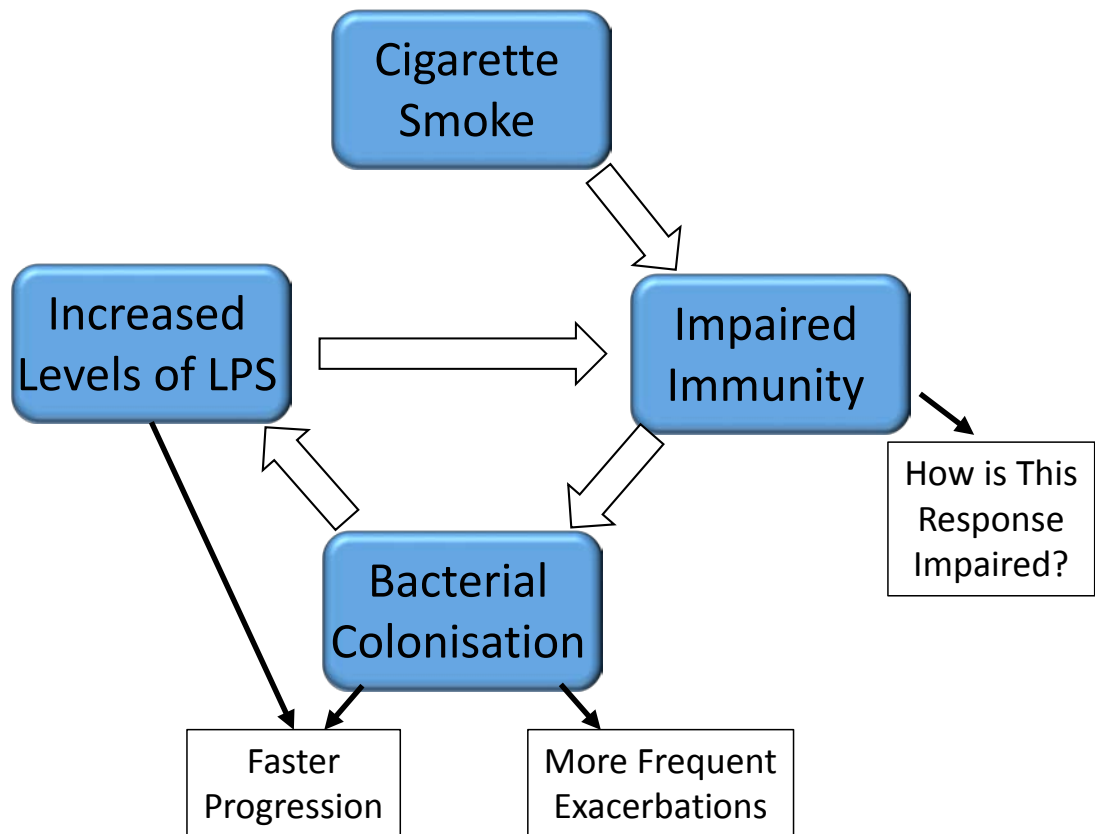 Cigarette
Smoke
Increased
Levels of LPS
Impaired
Immunity
How is This
Response
Impaired?
Bacterial
Colonisation
Faster
Progression
More Frequent
Exacerbations